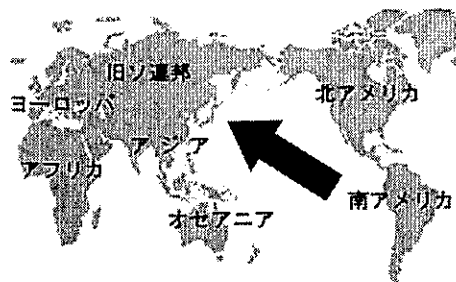 旧ソ連邦
北アメリカ
ヨーロッパ
アジア
アフリカ
南アメリカ
オセアニア